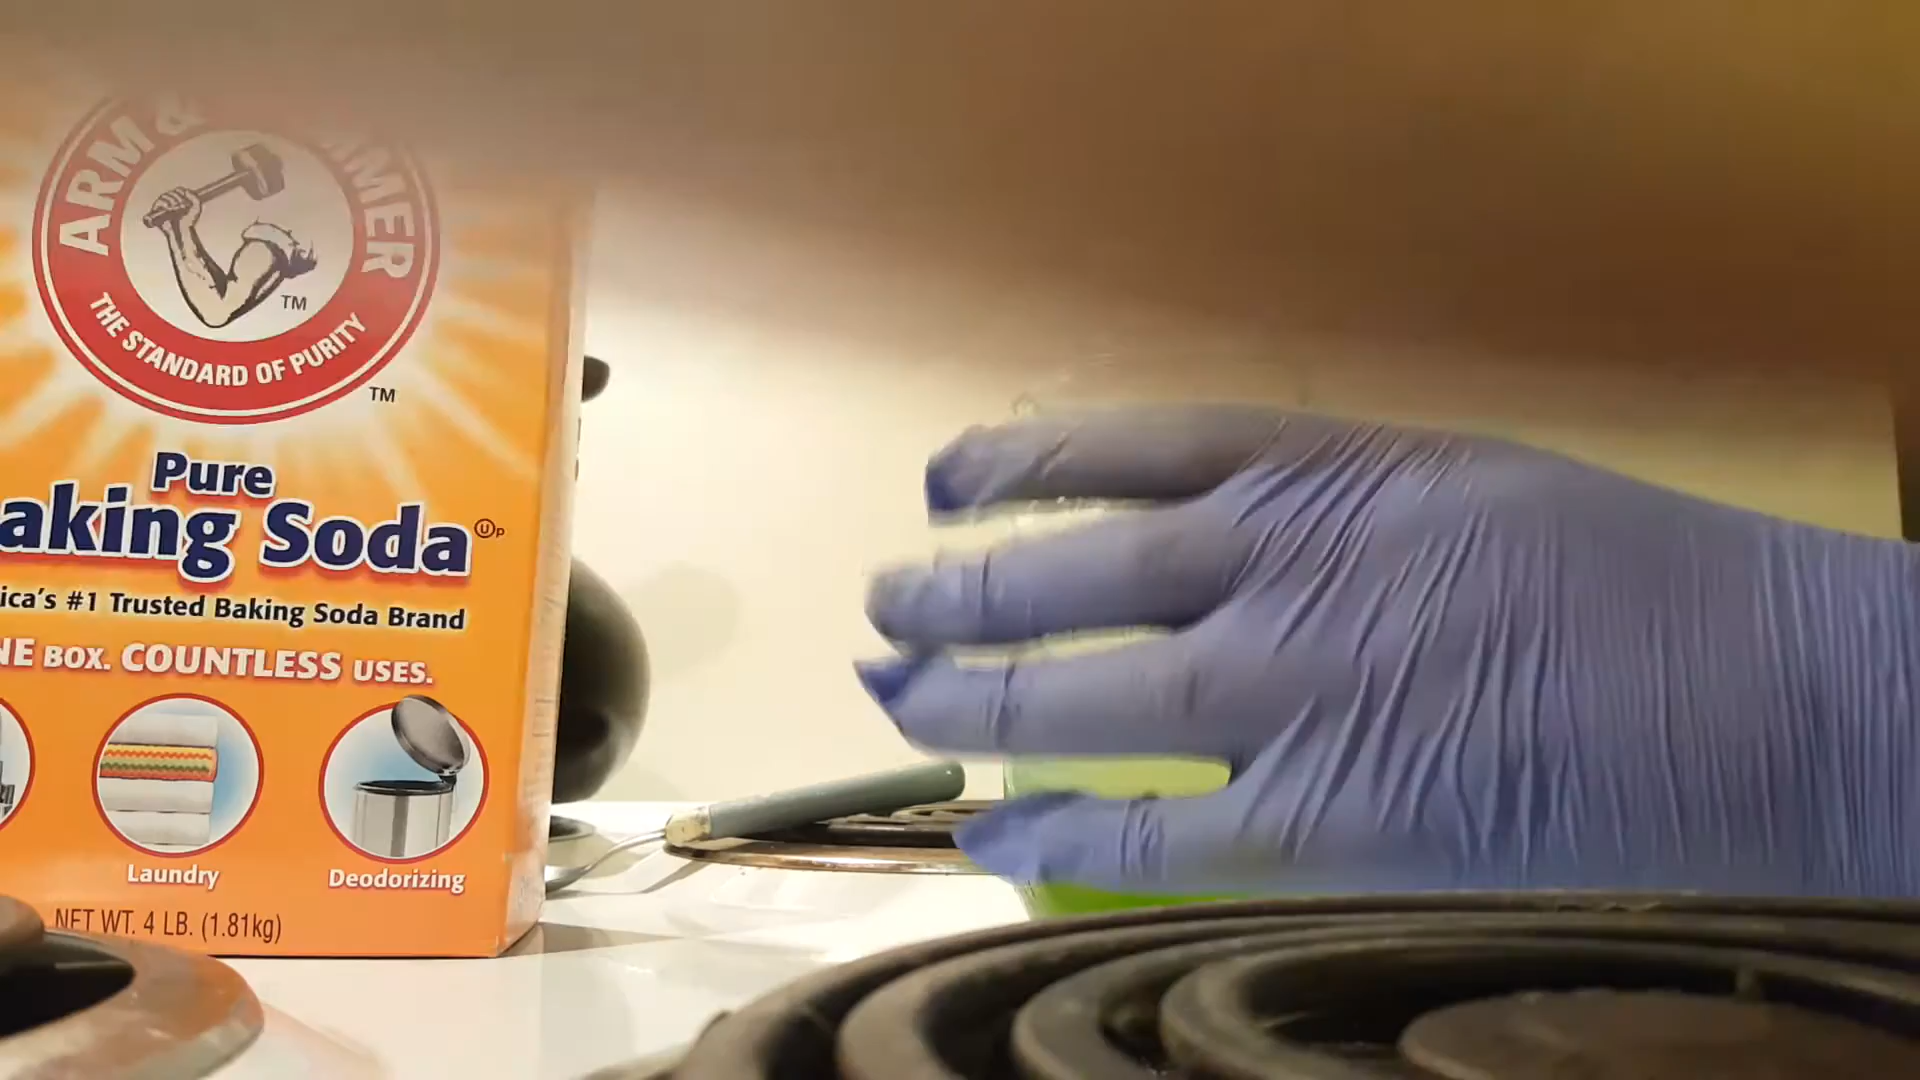 ARM & MMER
TM
THE STANDARD OF PURITY
TM
Pure
aking Soda
ica's #1 Trusted Baking Soda Brand
NE BOX. COUNTLESS USES.
Laundry
Deodorizing
NET WT. 4 LB. (1.81kg)